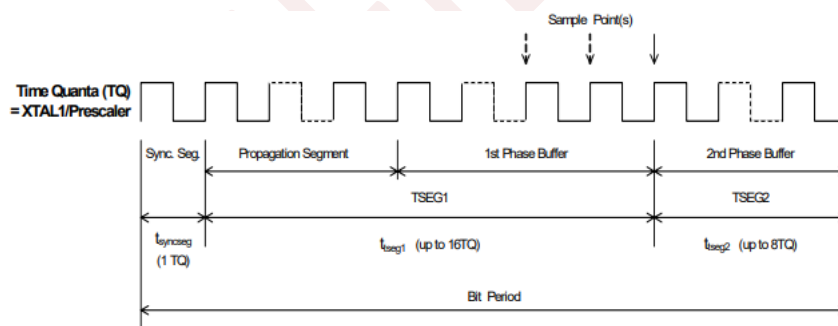 Sample Point(s)
Time Quanta (TQ)
= XTAL1/Prescaler
Sync. Seg.
Propagation Segment
1st Phase Buffer
2nd Phase Buffer
TSEG1
TSEG2
tsyncseg
(1 TQ)
ttseg1 (up to 16TQ)
ttseg2 (up to 8TQ)
Bit Period